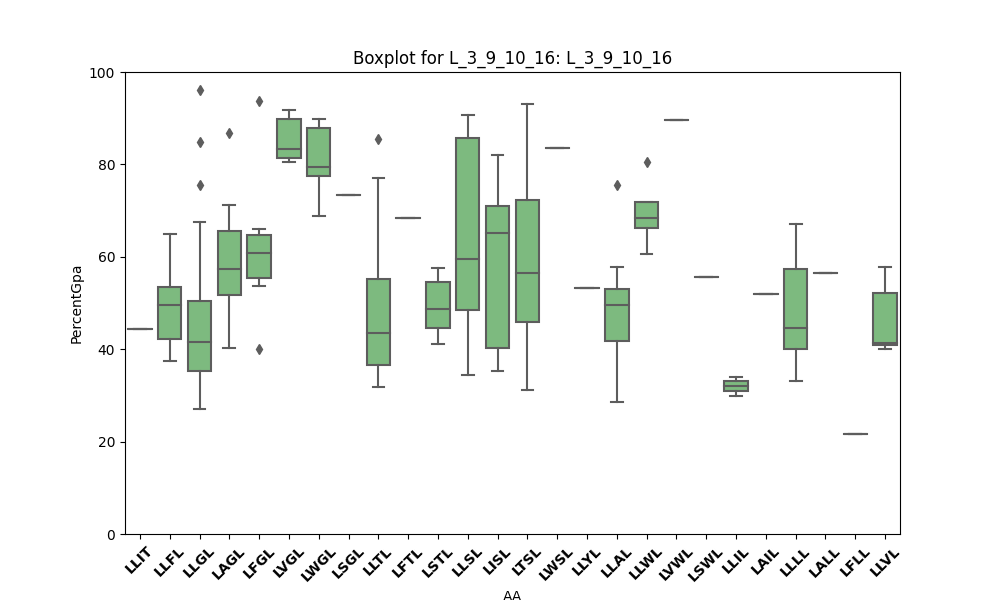 Boxplot for L_3_9_10_16: L_3_9_10_16
100
80
60
40
20
0
PercentGpa
LLIT LLFL LLGL LAGL LFGL LVGL LWGL LSGL LLTL LFTL LSTL LLSL LISL LTSL LWSL LLYL LLAL LLWL LVWL LSWL LLIL LAIL LLLL LALL LFLL LLVL
AA